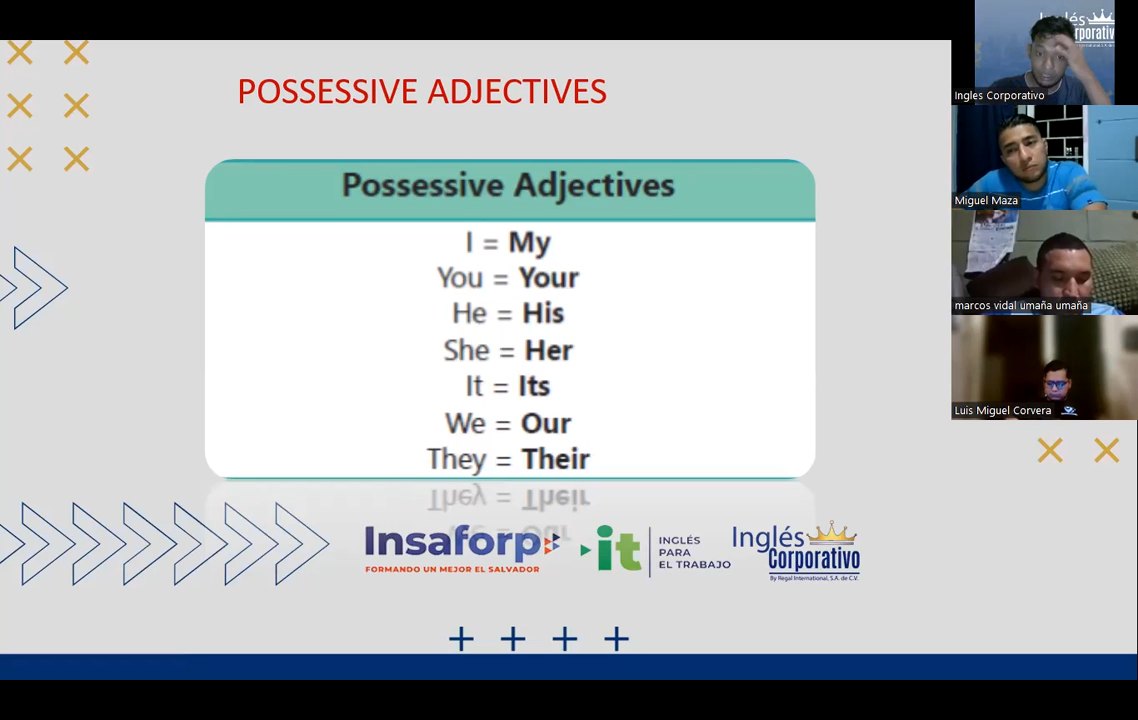 POSSESSIVE ADJECTIVES
Possessive Adjectives
I = My
You = Your
He = His
She = Her
It = Its
We = Our
They = Their
Insaforp
FORMANDO UN MEJOR EL SALVADOR
it
INGLÉS
PARA
EL TRABAJO
Inglés
Corporativo
By Regal International, S.A. de C.V.
Ingles Corporativo
Miguel Maza
marcos vidal umaña umaña
Luis Miguel Corvera